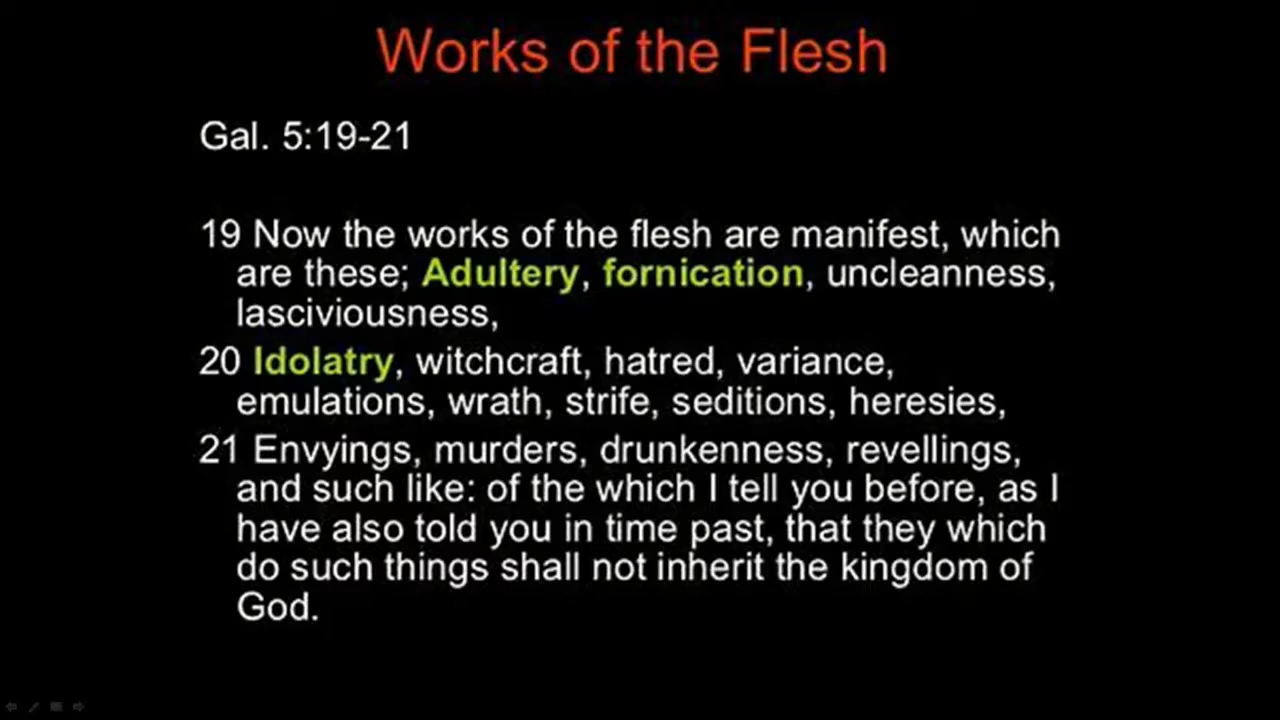 Works of the Flesh
Gal. 5:19-21
19 Now the works of the flesh are manifest, which
are these; Adultery, fornication, uncleanness,
lasciviousness,
20 Idolatry, witchcraft, hatred, variance,
emulations, wrath, strife, seditions, heresies,
21 Envyings, murders, drunkenness, revellings,
and such like: of the which I tell you before, as I
have also told you in time past, that they which
do such things shall not inherit the kingdom of
God.